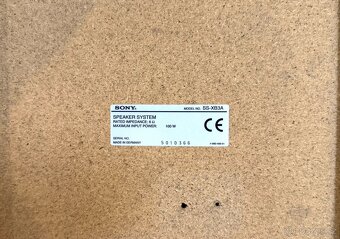 SONY. MODEL NO. SS-XB3A
SPEAKER SYSTEM
RATED IMPEDANCE: 6 Ω
MAXIMUM INPUT POWER: 100 W
SERIAL NO.
MADE IN GERMANY 5010366
CE